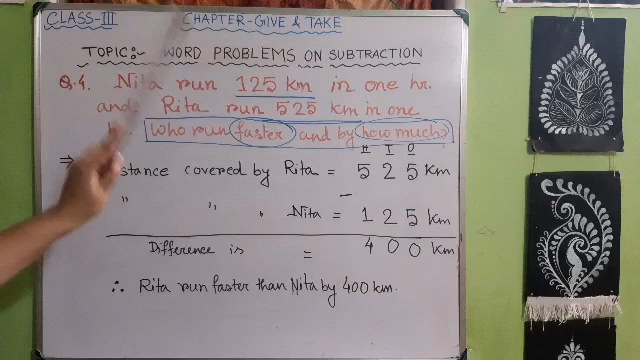 CLASS-III
CHAPTER-GIVE & TAKE
TOPIC:- WORD PROBLEMS ON SUBTRACTION
Q.4. Nita run 125 km in one hr.
and Rita run 525 km in one
who run faster and by how much?
H T O
⇒ covered by Rita = 5 2 5 km
" " " Nita = - 1 2 5 km
Difference is = 4 0 0 km
∴ Rita run faster than Nita by 400 km.